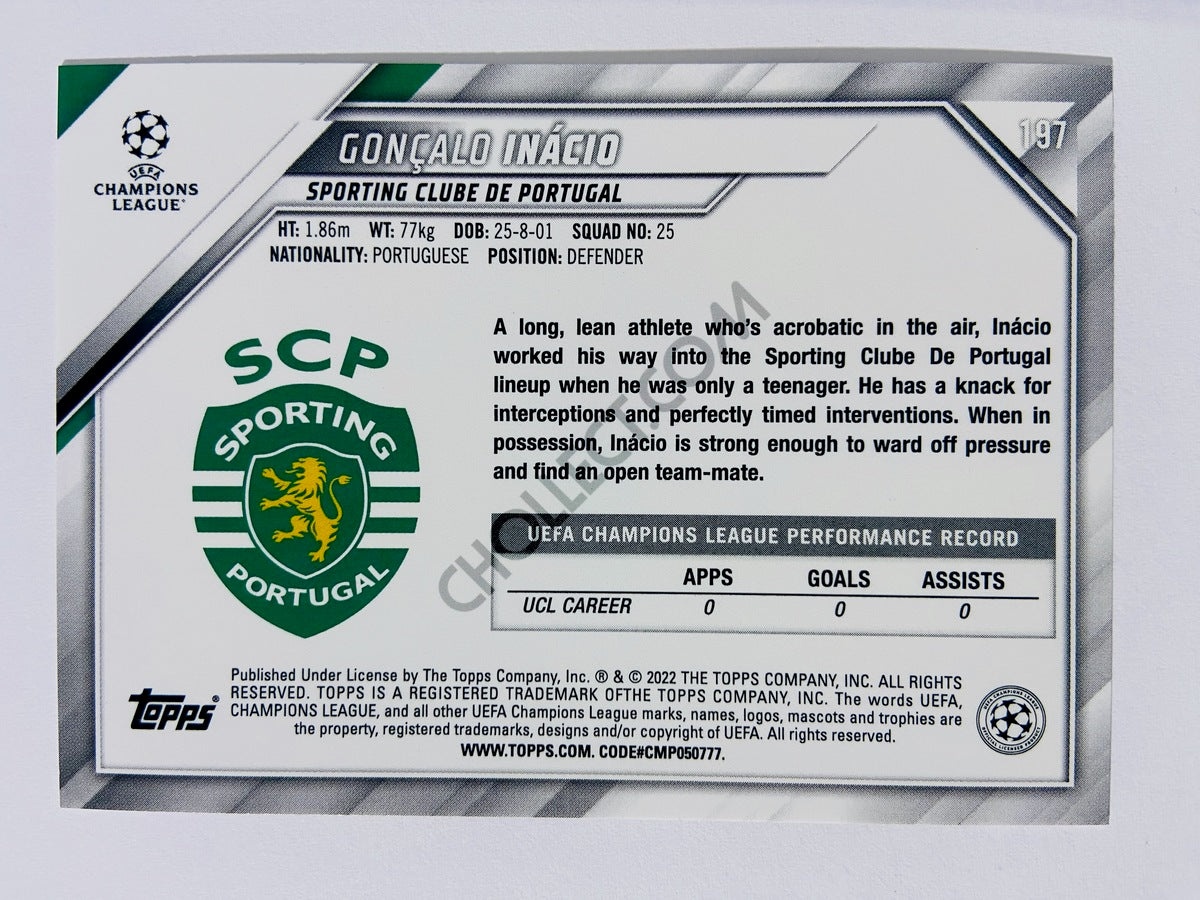 197
GONÇALO INÁCIO
SPORTING CLUBE DE PORTUGAL
UEFA
CHAMPIONS
LEAGUE®
HT: 1.86m WT: 77kg DOB: 25-8-01 SQUAD NO: 25
NATIONALITY: PORTUGUESE POSITION: DEFENDER
SCP
SPORTING
PORTUGAL
A long, lean athlete who's acrobatic in the air, Inácio
worked his way into the Sporting Clube De Portugal
lineup when he was only a teenager. He has a knack for
interceptions and perfectly timed interventions. When in
possession, Inácio is strong enough to ward off pressure
and find an open team-mate.
CHOLLECT.COM
UEFA CHAMPIONS LEAGUE PERFORMANCE RECORD
APPS GOALS ASSISTS
UCL CAREER 0 0 0
Published Under License by The Topps Company, Inc. ® & © 2022 THE TOPPS COMPANY, INC. ALL RIGHTS
RESERVED. TOPPS IS A REGISTERED TRADEMARK OFTHE TOPPS COMPANY, INC. The words UEFA,
CHAMPIONS LEAGUE, and all other UEFA Champions League marks, names, logos, mascots and trophies are
the property, registered trademarks, designs and/or copyright of UEFA. All rights reserved.
WWW.TOPPS.COM. CODE#CMP050777.
Topps®
CHAMPIONS LEAGUE
OFFICIAL LICENSED PRODUCT